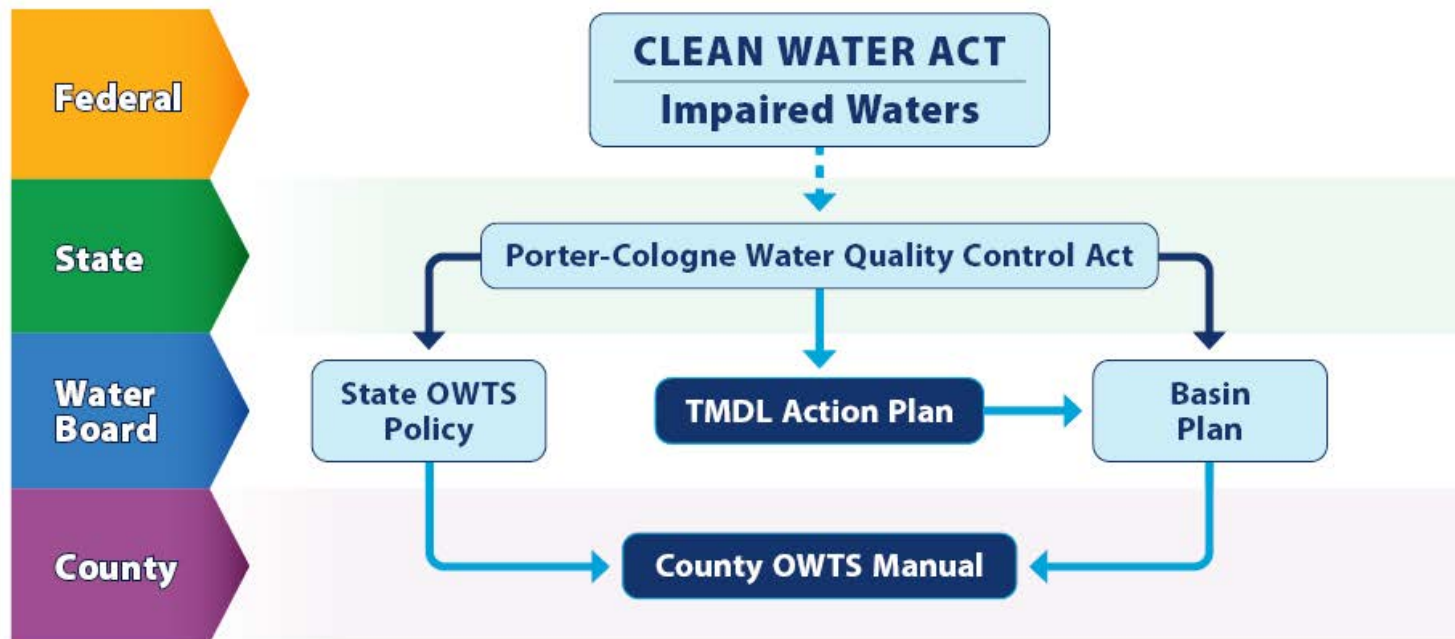 Federal
CLEAN WATER ACT
Impaired Waters
State
Porter-Cologne Water Quality Control Act
Water
Board
State OWTS
Policy
TMDL Action Plan
Basin
Plan
County
County OWTS Manual